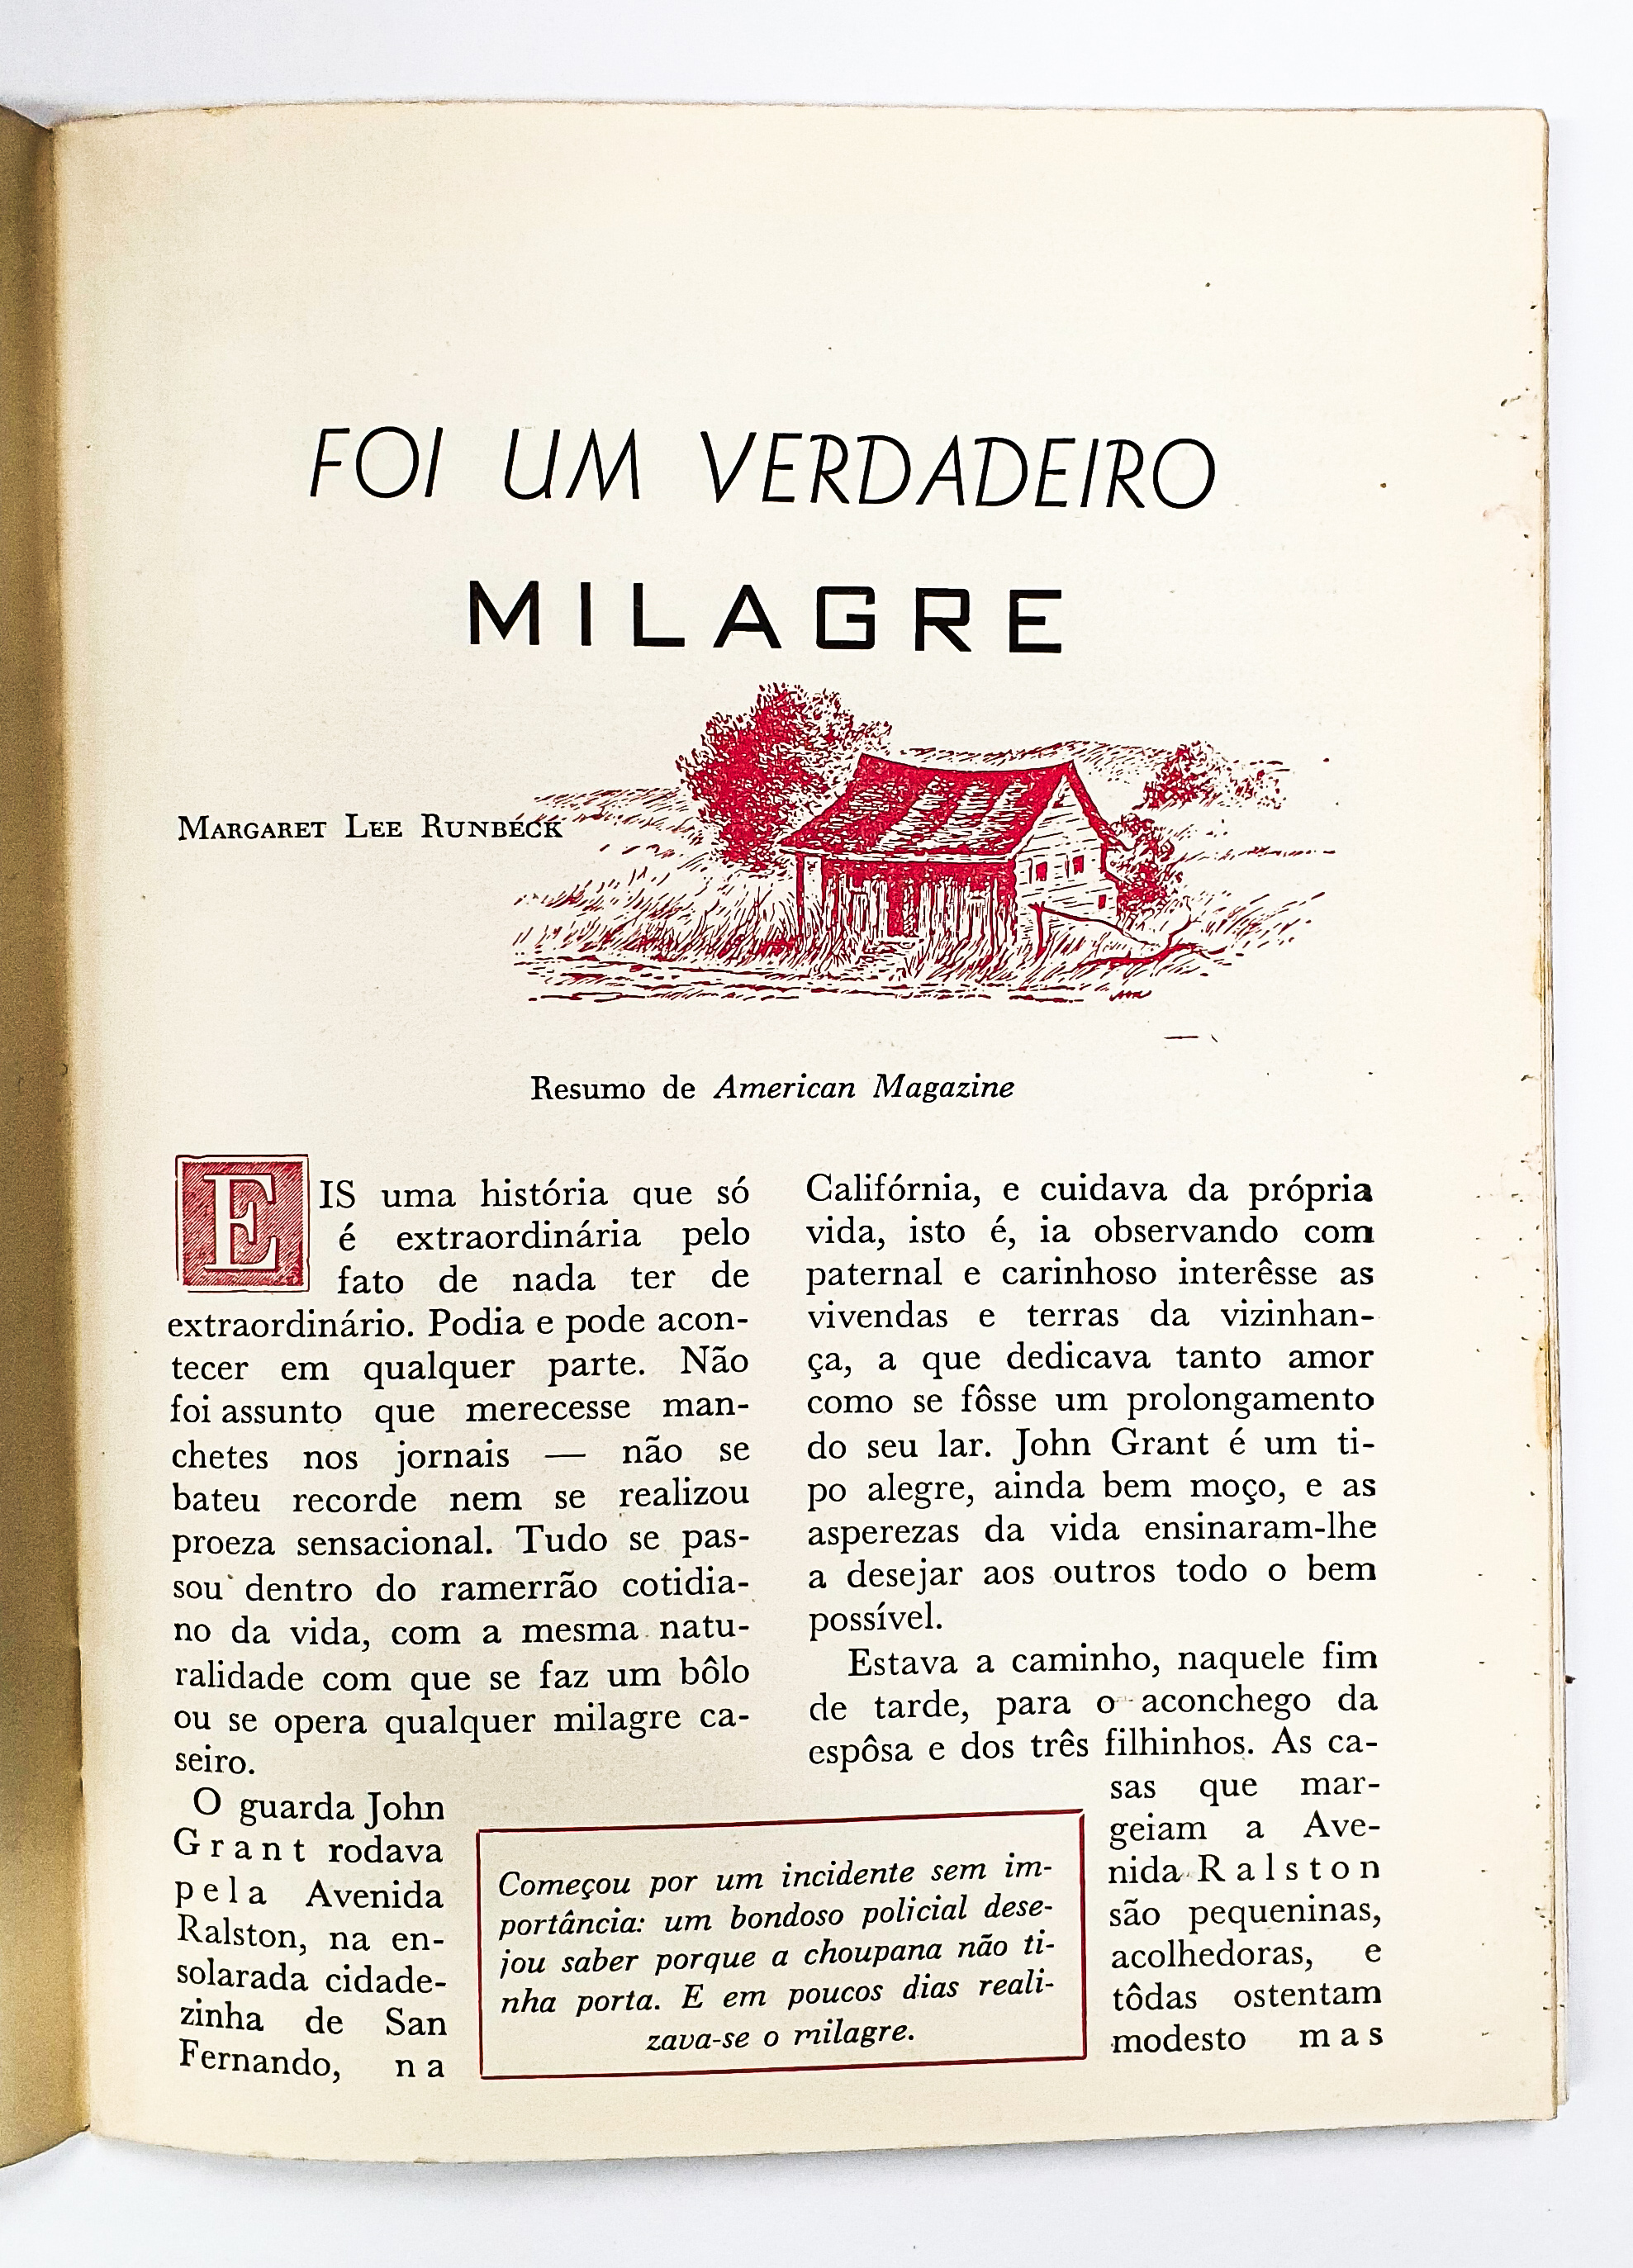 FOI UM VERDADEIRO
MILAGRE
Margaret Lee Runbeck
Resumo de American Magazine
EIS uma história que só
é extraordinária pelo
fato de nada ter de
extraordinário. Podia e pode acon-
tecer em qualquer parte. Não
foi assunto que merecesse man-
chetes nos jornais — não se
bateu recorde nem se realizou
proeza sensacional. Tudo se pas-
sou dentro do ramerrão cotidia-
no da vida, com a mesma natu-
ralidade com que se faz um bôlo
ou se opera qualquer milagre ca-
seiro.
O guarda John
Grant rodava
pela Avenida
Ralston, na en-
solarada cidade-
zinha de San
Fernando, na
Califórnia, e cuidava da própria
vida, isto é, ia observando com
paternal e carinhoso interêsse as
vivendas e terras da vizinhan-
ça, a que dedicava tanto amor
como se fôsse um prolongamento
do seu lar. John Grant é um ti-
po alegre, ainda bem moço, e as
asperezas da vida ensinaram-lhe
a desejar aos outros todo o bem
possível.
Estava a caminho, naquele fim
de tarde, para o aconchego da
espôsa e dos três filhinhos. As ca-
sas que mar-
geiam a Ave-
nida Ralston
são pequeninas,
acolhedoras, e
tôdas ostentam
modesto mas
Começou por um incidente sem im-
portância: um bondoso policial dese-
jou saber porque a choupana não ti-
nha porta. E em poucos dias reali-
zava-se o milagre.